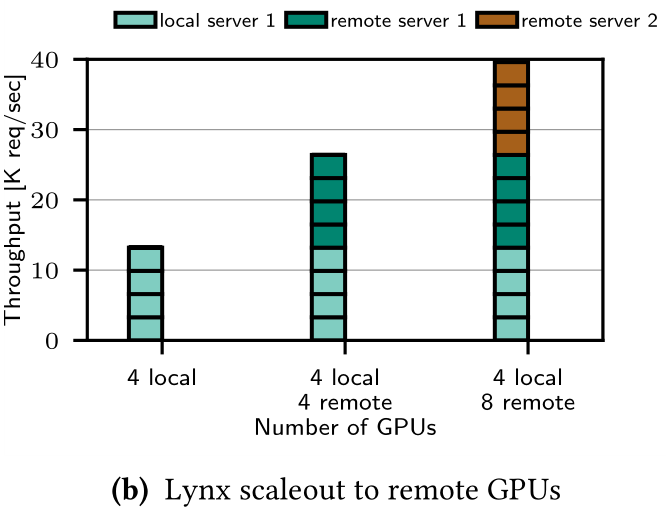 local server 1 remote server 1 remote server 2
Throughput [K req/sec]
40
30
20
10
0
4 local 4 local 4 local
4 remote 8 remote
Number of GPUs
(b) Lynx scaleout to remote GPUs